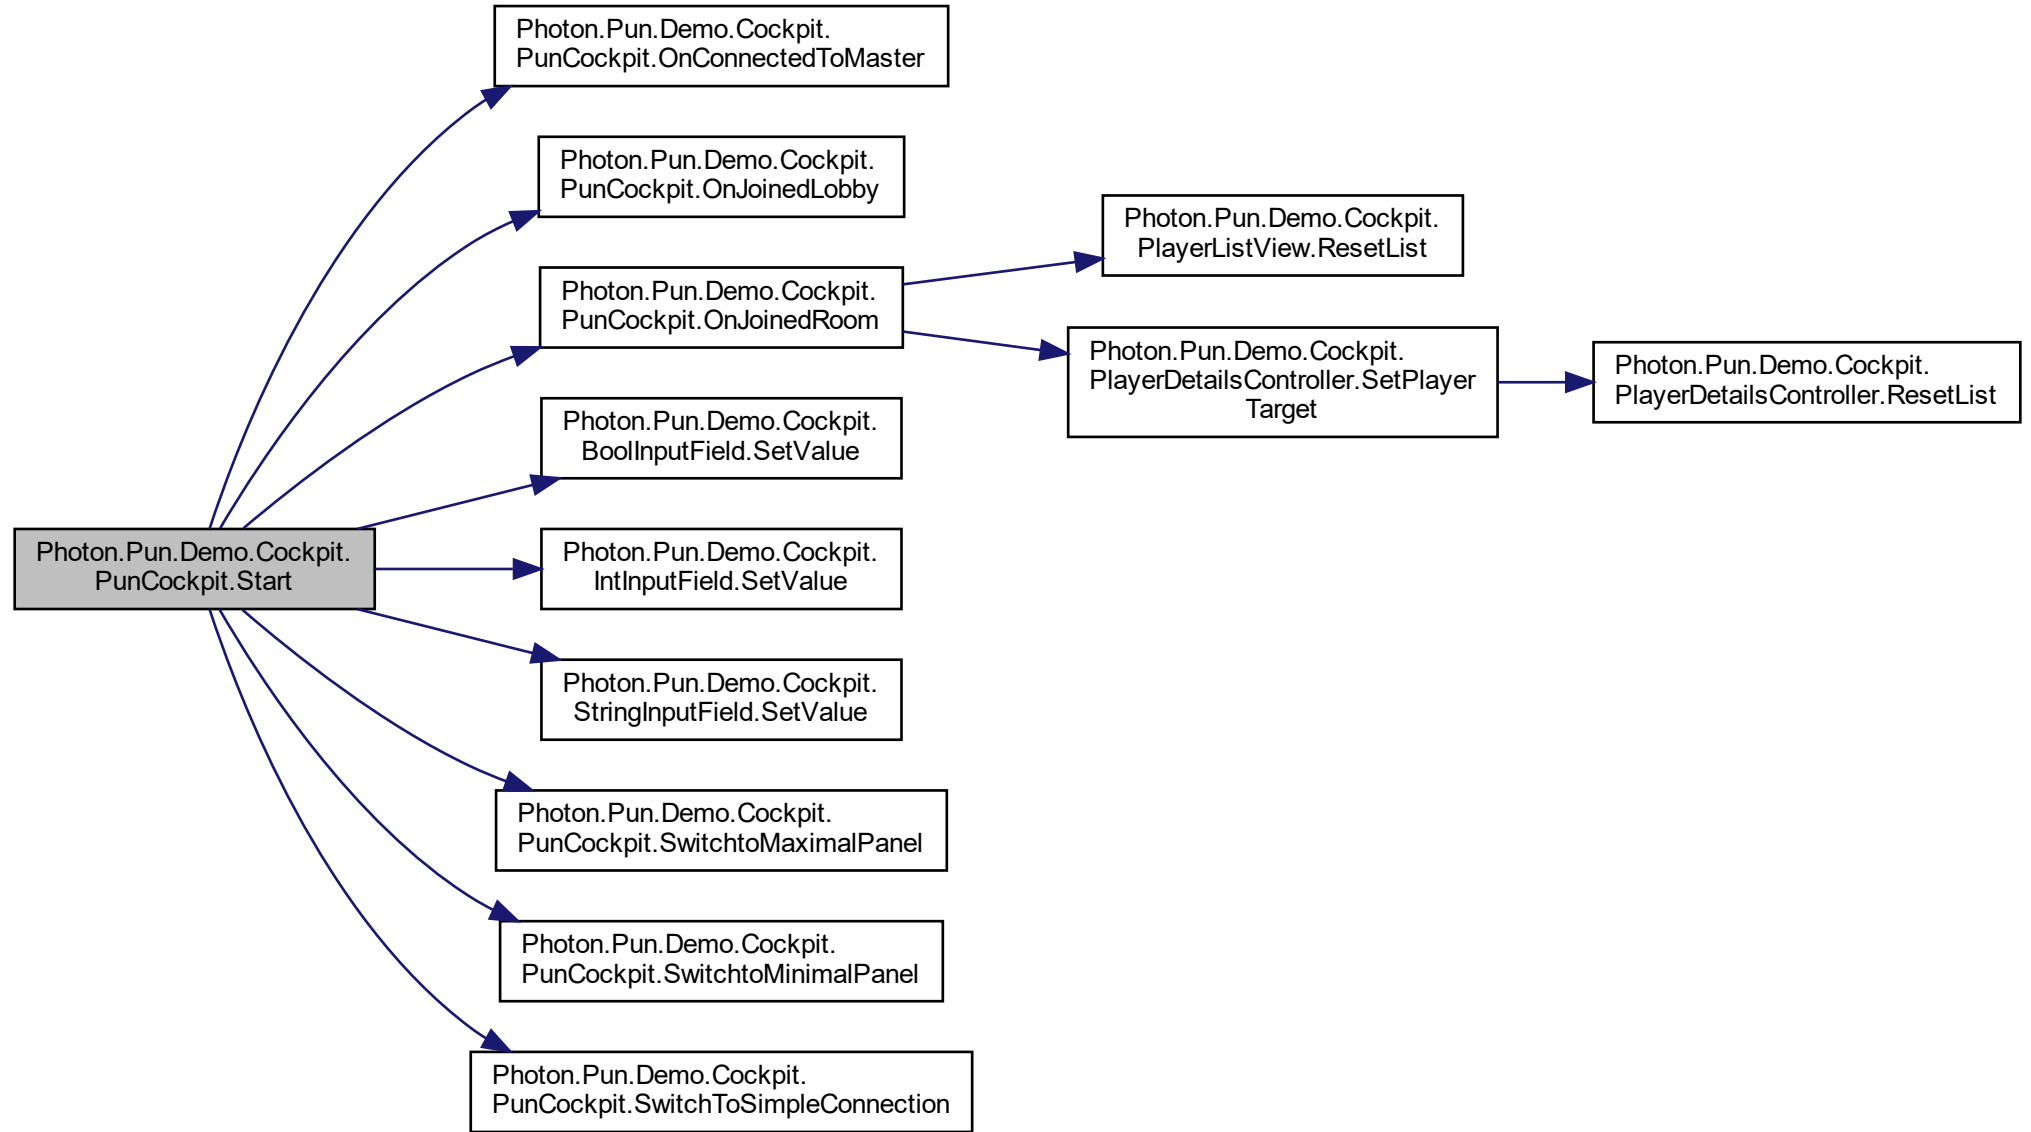 Photon.Pun.Demo.Cockpit.
PunCockpit.OnConnectedToMaster
Photon.Pun.Demo.Cockpit.
PunCockpit.OnJoinedLobby
Photon.Pun.Demo.Cockpit.
PlayerListView.ResetList
Photon.Pun.Demo.Cockpit.
PunCockpit.OnJoinedRoom
Photon.Pun.Demo.Cockpit.
PlayerDetailsController.SetPlayer
Target
Photon.Pun.Demo.Cockpit.
PlayerDetailsController.ResetList
Photon.Pun.Demo.Cockpit.
BoolInputField.SetValue
Photon.Pun.Demo.Cockpit.
PunCockpit.Start
Photon.Pun.Demo.Cockpit.
IntInputField.SetValue
Photon.Pun.Demo.Cockpit.
StringInputField.SetValue
Photon.Pun.Demo.Cockpit.
PunCockpit.SwitchtoMaximalPanel
Photon.Pun.Demo.Cockpit.
PunCockpit.SwitchtoMinimalPanel
Photon.Pun.Demo.Cockpit.
PunCockpit.SwitchToSimpleConnection